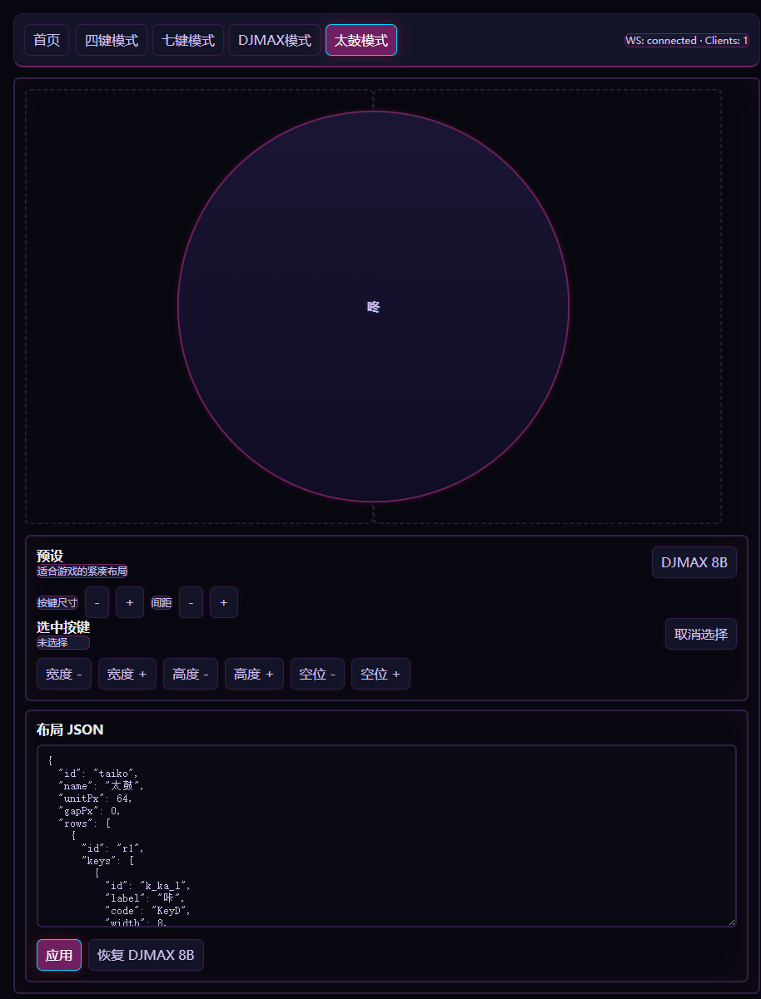 首页 四键模式 七键模式 DJMAX模式 太鼓模式 WS: connected · Clients: 1
咚
预设
适合游戏的紧凑布局
DJMAX 8B
按键尺寸 - + 间距 - +
选中按键
未选择
取消选择
宽度 - 宽度 + 高度 - 高度 + 空位 - 空位 +
布局 JSON
{
"id": "taiko",
"name": "太鼓",
"unitPx": 64,
"gapPx": 0,
"rows": [
{
"id": "r1",
"keys": [
{
"id": "k_ka_l",
"label": "咔",
"code": "KeyD",
"width": 8,
应用 恢复 DJMAX 8B